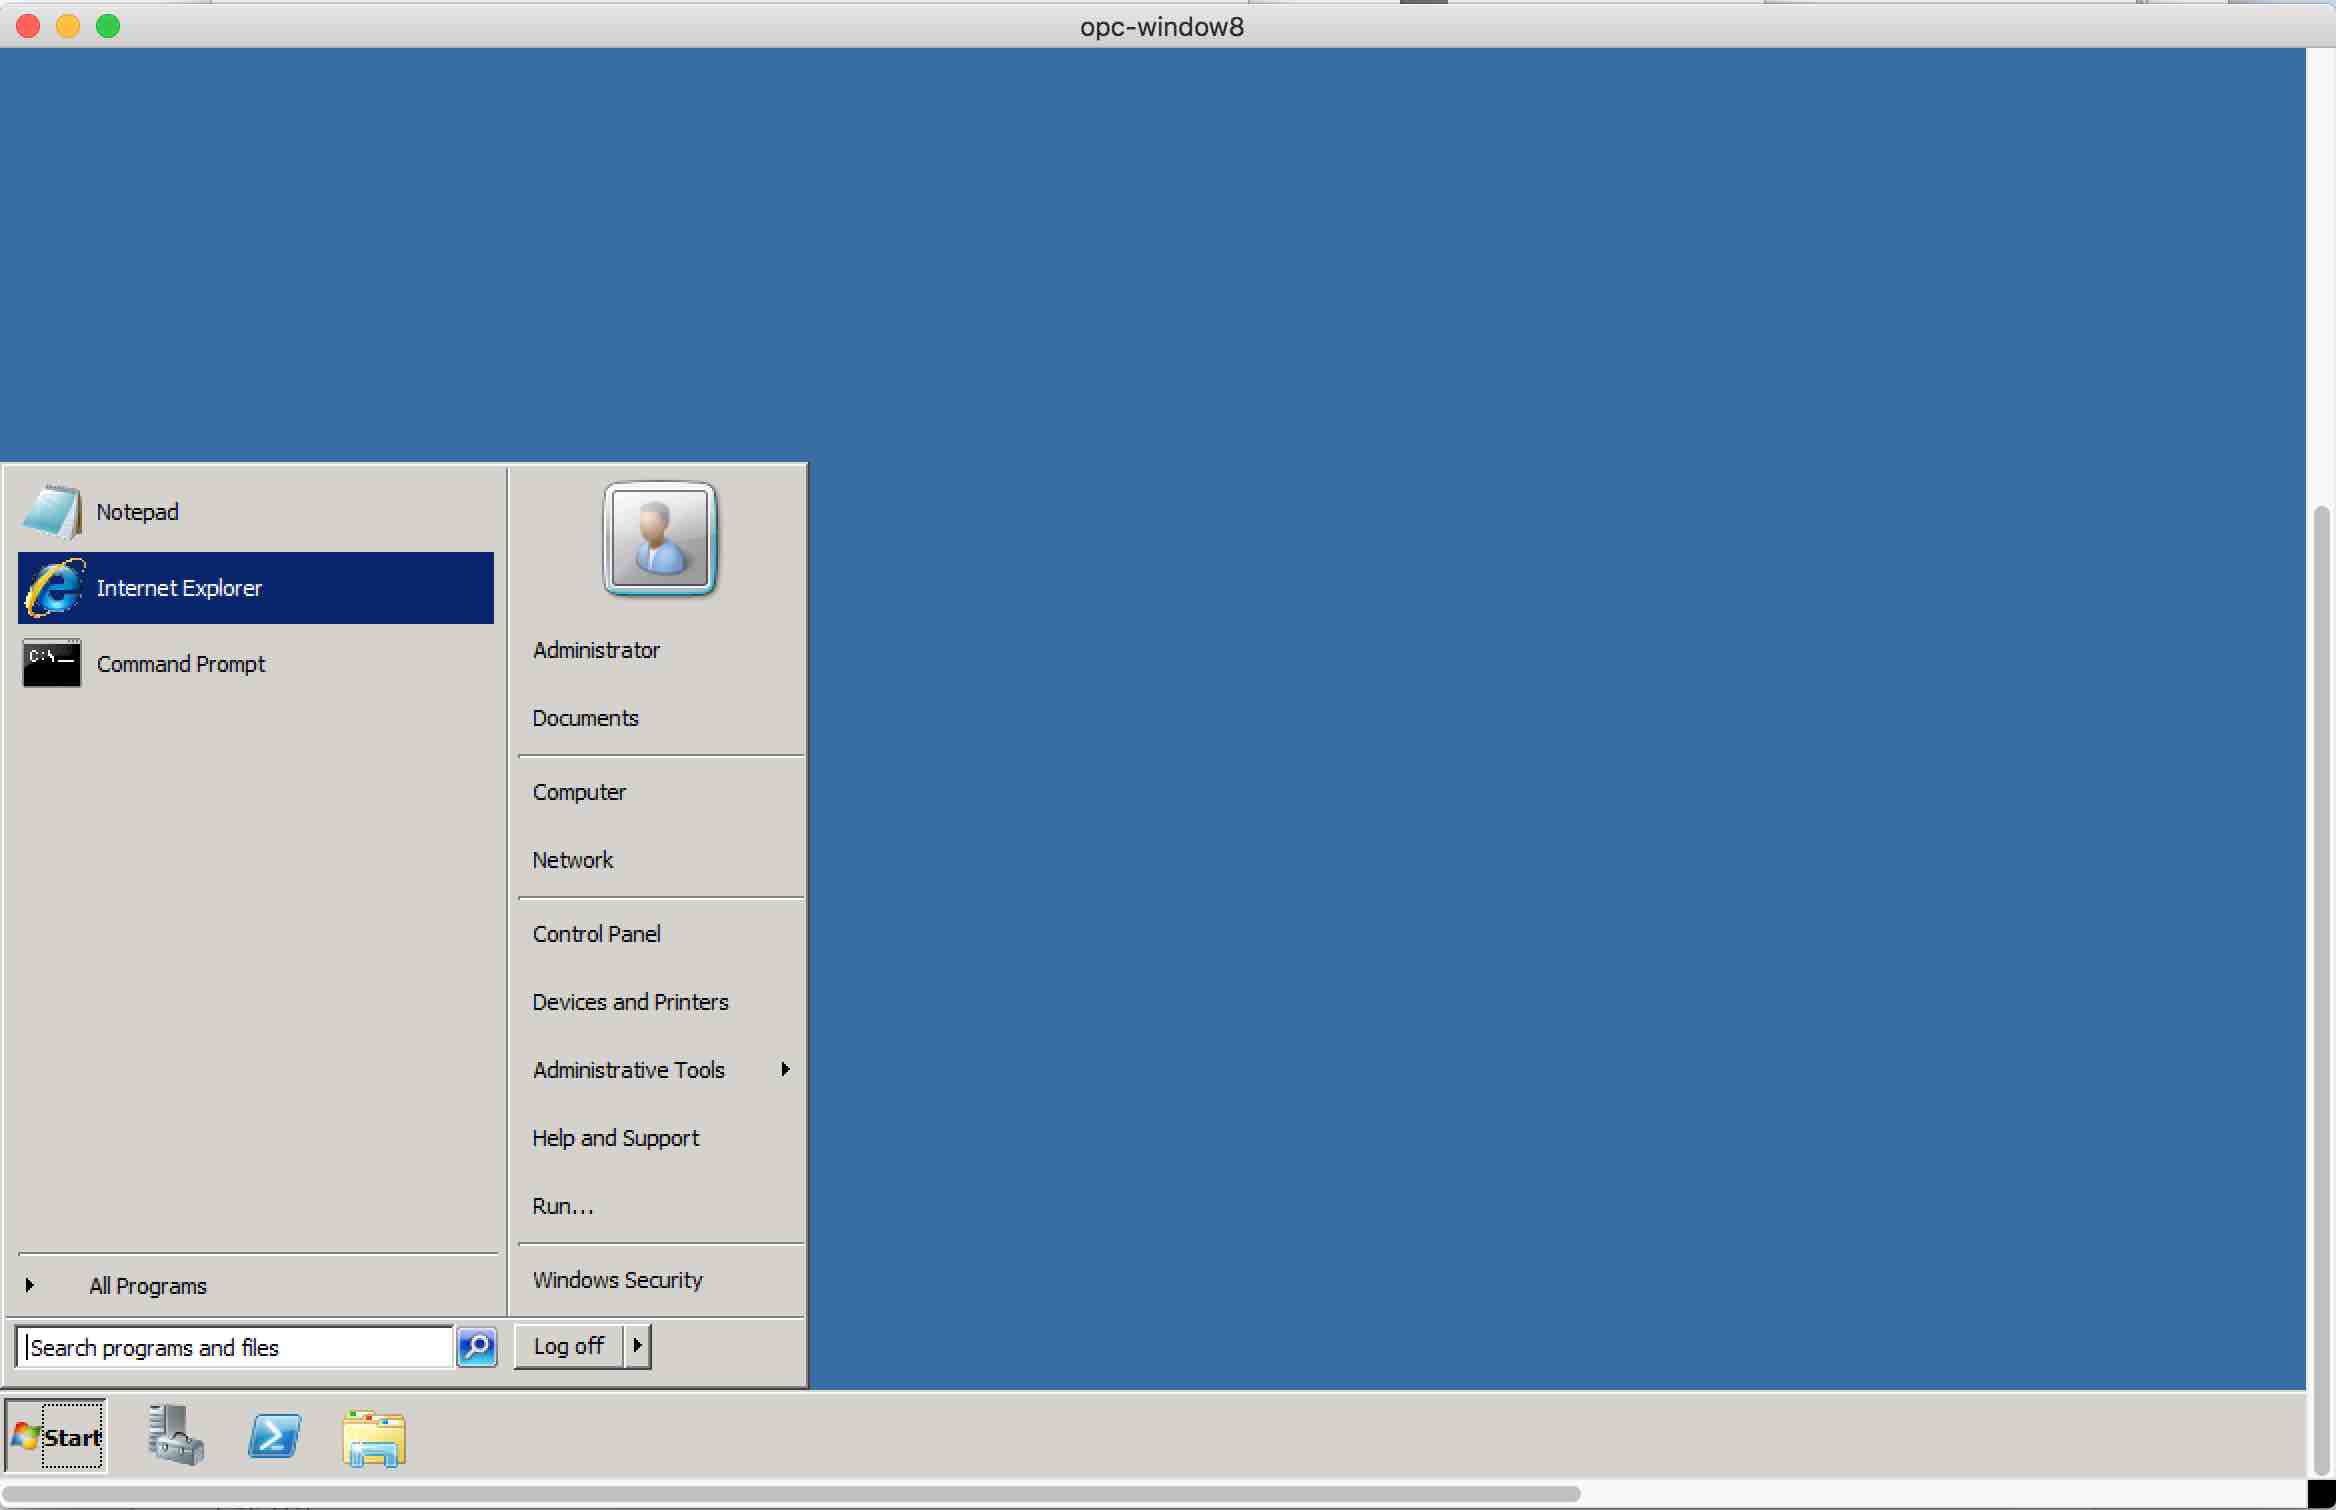 opc-window8
Notepad
Internet Explorer
C:\_
Command Prompt
All Programs
Search programs and files
Administrator
Documents
Computer
Network
Control Panel
Devices and Printers
Administrative Tools
Help and Support
Run...
Windows Security
Log off
Start